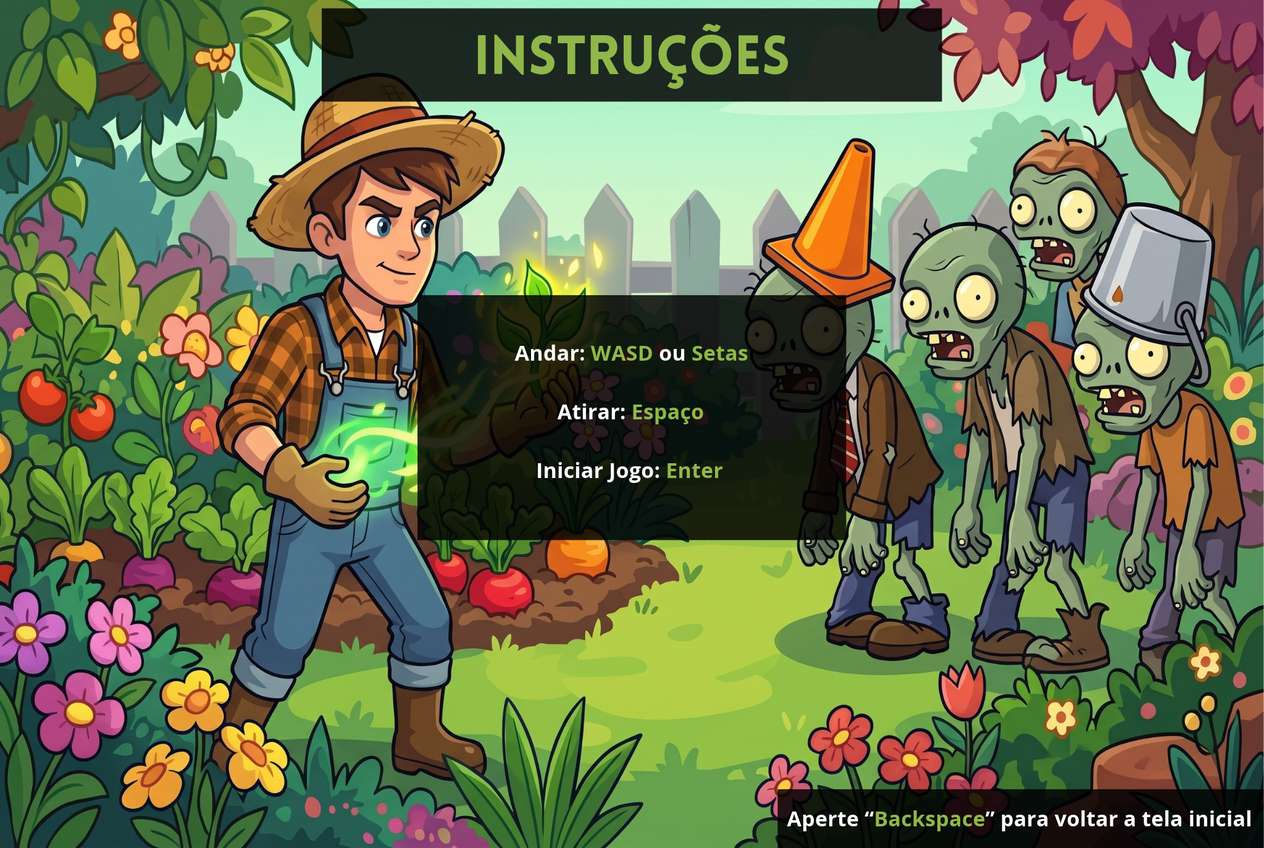 INSTRUÇÕES
Andar: WASD ou Setas
Atirar: Espaço
Iniciar Jogo: Enter
Aperte “Backspace” para voltar a tela inicial